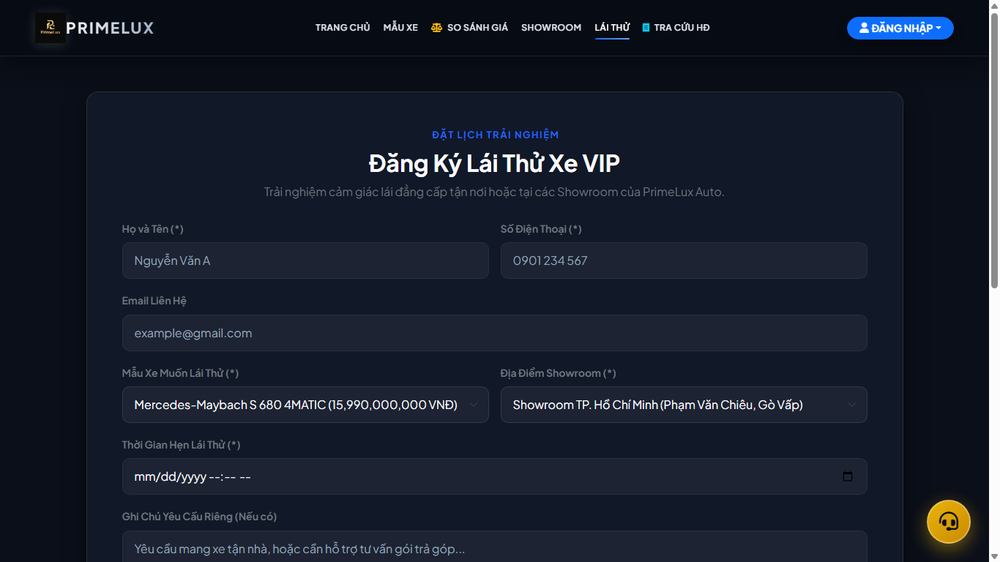 PrimeLux
PRIMELUX
TRANG CHỦ
MẪU XE
SO SÁNH GIÁ
SHOWROOM
LÁI THỬ
TRA CỨU HĐ
ĐĂNG NHẬP
ĐẶT LỊCH TRẢI NGHIỆM
Đăng Ký Lái Thử Xe VIP
Trải nghiệm cảm giác lái đẳng cấp tận nơi hoặc tại các Showroom của PrimeLux Auto.
Họ và Tên (*)
Số Điện Thoại (*)
Nguyễn Văn A
0901 234 567
Email Liên Hệ
example@gmail.com
Mẫu Xe Muốn Lái Thử (*)
Địa Điểm Showroom (*)
Mercedes-Maybach S 680 4MATIC (15,990,000,000 VNĐ)
Showroom TP. Hồ Chí Minh (Phạm Văn Chiêu, Gò Vấp)
Thời Gian Hẹn Lái Thử (*)
mm/dd/yyyy --:-- --
Ghi Chú Yêu Cầu Riêng (Nếu có)
Yêu cầu mang xe tận nhà, hoặc cần hỗ trợ tư vấn gói trả góp...